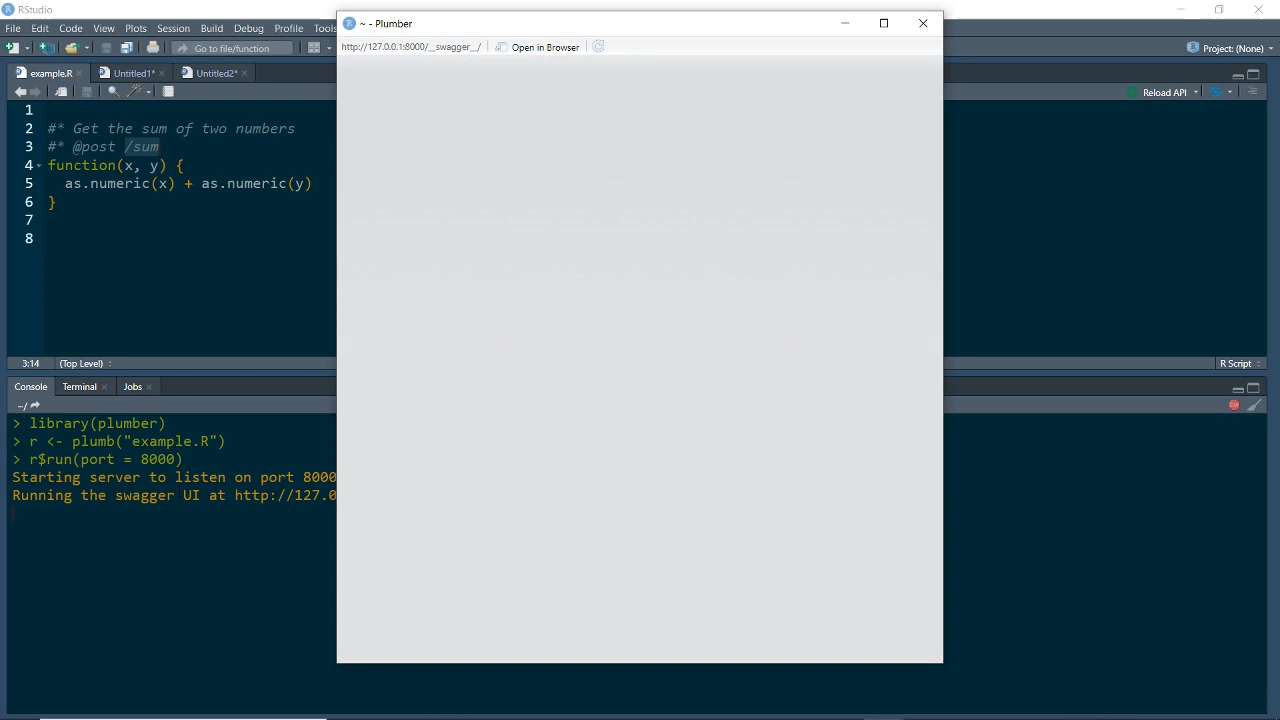 RStudio
File Edit Code View Plots Session Build Debug Profile Tools
Go to file/function
Project: (None)
example.R
Untitled1*
Untitled2*
Reload API
1
2 #* Get the sum of two numbers
3 #* @post /sum
4 function(x, y) {
5 as.numeric(x) + as.numeric(y)
6 }
7
8
3:14 (Top Level)
R Script
Console Terminal Jobs
~/
> library(plumber)
> r <- plumb("example.R")
> r$run(port = 8000)
Starting server to listen on port 8000
Running the swagger UI at http://127.0
~ - Plumber
http://127.0.0.1:8000/__swagger__/
Open in Browser